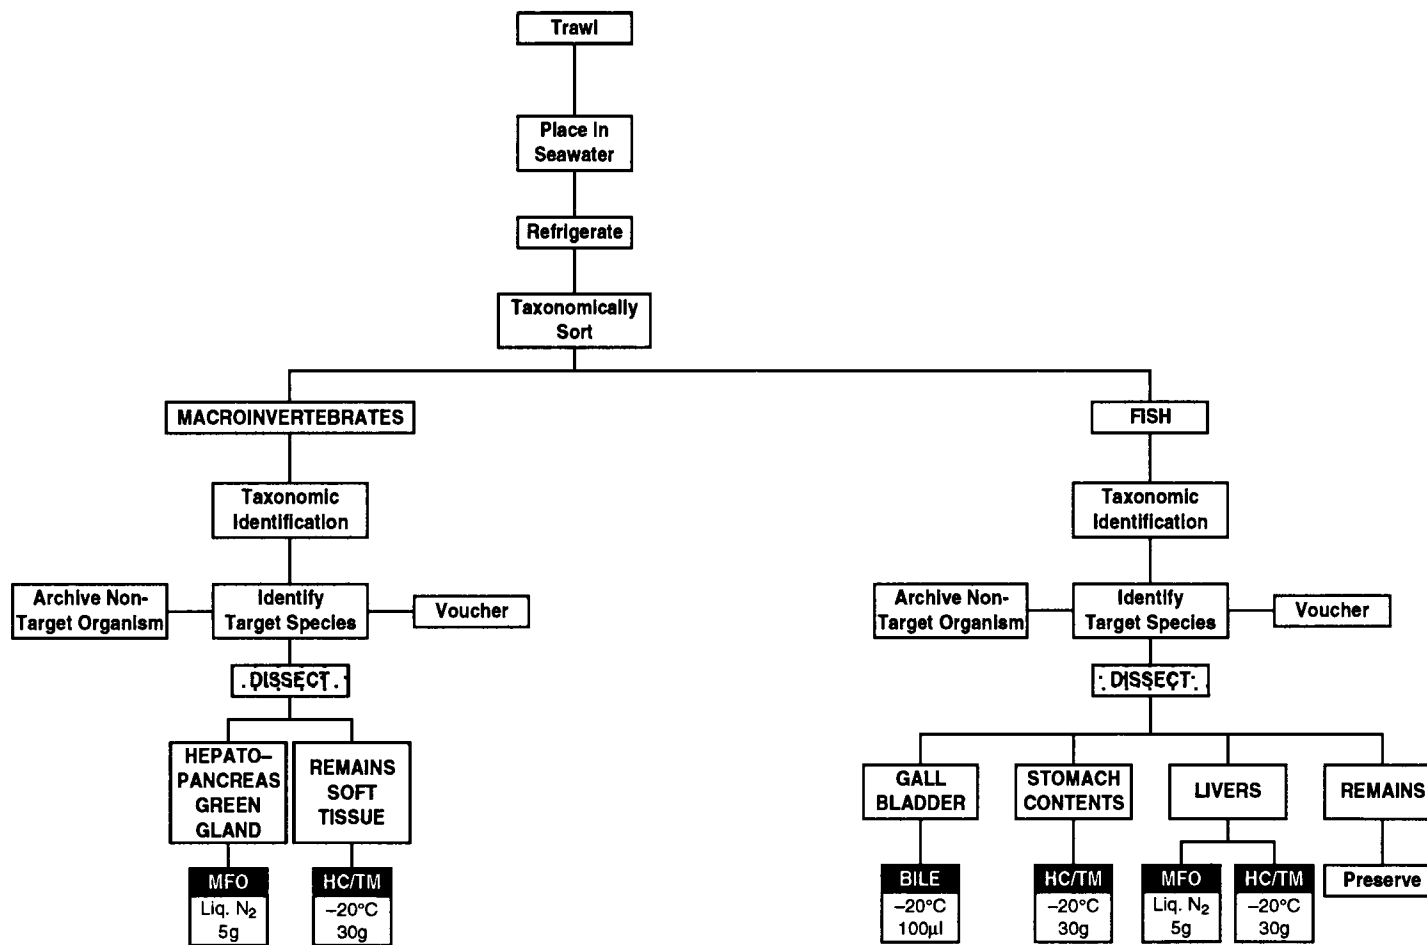 Trawl
Place in
Seawater
Refrigerate
Taxonomically
Sort
MACROINVERTEBRATES
Taxonomic
Identification
Archive Non-
Target Organism
Identify
Target Species
Voucher
DISSECT
HEPATO–
PANCREAS
GREEN
GLAND
REMAINS
SOFT
TISSUE
MFO
Liq. N₂
5g
HC/TM
–20°C
30g
FISH
Taxonomic
Identification
Archive Non-
Target Organism
Identify
Target Species
Voucher
DISSECT
GALL
BLADDER
STOMACH
CONTENTS
LIVERS
REMAINS
BILE
–20°C
100µl
HC/TM
–20°C
30g
MFO
Liq. N₂
5g
HC/TM
–20°C
30g
Preserve